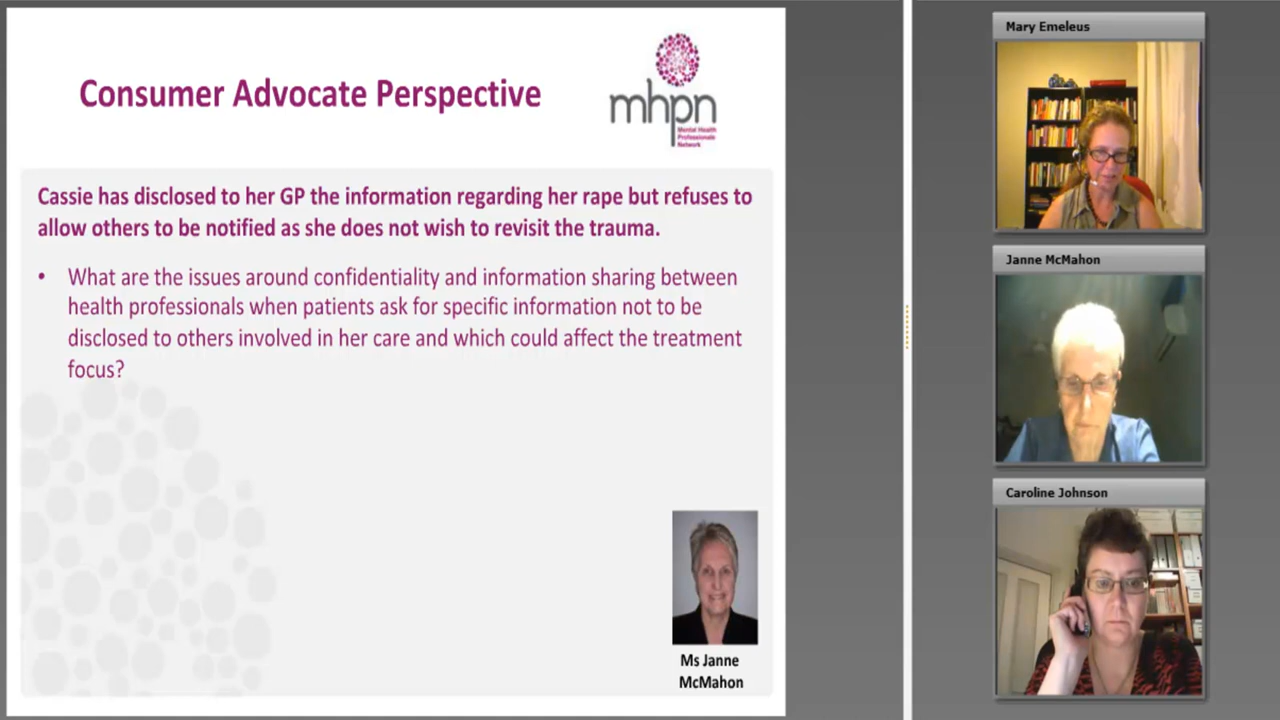 Consumer Advocate Perspective
mhpn
Mental Health
Professionals
Network
Cassie has disclosed to her GP the information regarding her rape but refuses to
allow others to be notified as she does not wish to revisit the trauma.
• What are the issues around confidentiality and information sharing between
health professionals when patients ask for specific information not to be
disclosed to others involved in her care and which could affect the treatment
focus?
Ms Janne
McMahon
Mary Emeleus
Janne McMahon
Caroline Johnson